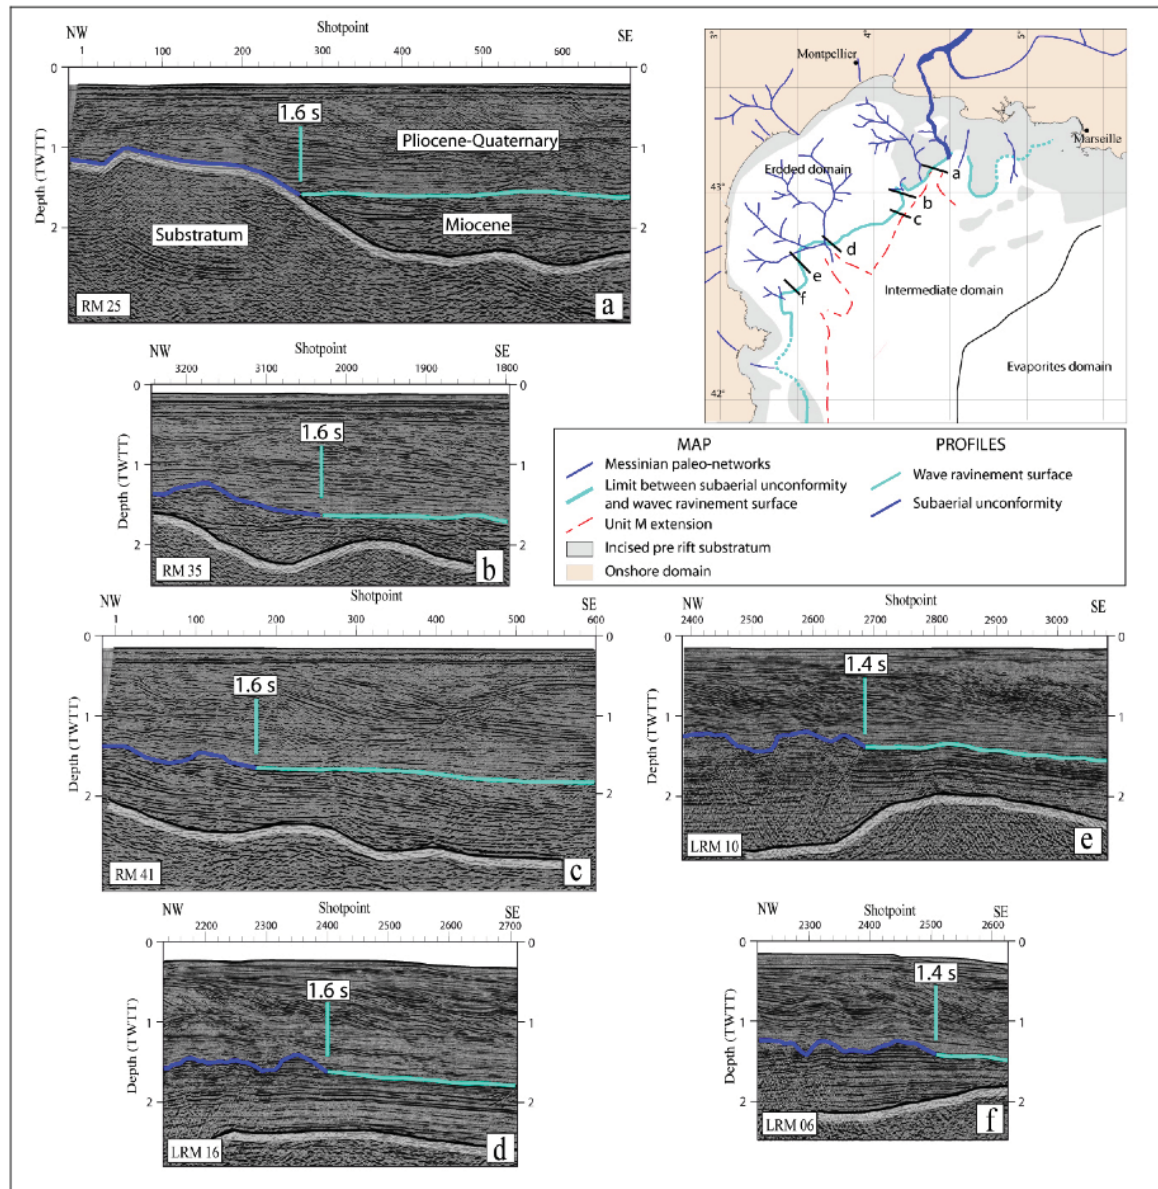 NW
Shotpoint
SE
1 100 200 300 400 500 600
0
0
1.6 s
Pliocene-Quaternary
1
1
Depth (TWTT)
Miocene
2
2
Substratum
RM 25
a
3°
4°
5°
Montpellier
Marseille
Eroded domain
43°
a
b
c
d
e
f
Intermediate domain
Evaporites domain
42°
NW
Shotpoint
SE
3200 3100 2000 1900 1800
0
0
1.6 s
1
1
Depth (TWTT)
2
2
RM 35
b
MAP
Messinian paleo-networks
Limit between subaerial unconformity
and wavec ravinement surface
Unit M extension
Incised pre rift substratum
Onshore domain
PROFILES
Wave ravinement surface
Subaerial unconformity
NW
Shotpoint
SE
1 100 200 300 400 500 600
0
0
1.6 s
1
1
Depth (TWTT)
2
2
RM 41
c
NW
Shotpoint
SE
2400 2500 2600 2700 2800 2900 3000
0
0
1.4 s
1
1
Depth (TWTT)
2
2
LRM 10
e
NW
Shotpoint
SE
2200 2300 2400 2500 2600 2700
0
0
1.6 s
1
1
Depth (TWTT)
2
2
LRM 16
d
NW
Shotpoint
SE
2300 2400 2500 2600
0
0
1.4 s
1
1
Depth (TWTT)
2
2
LRM 06
f